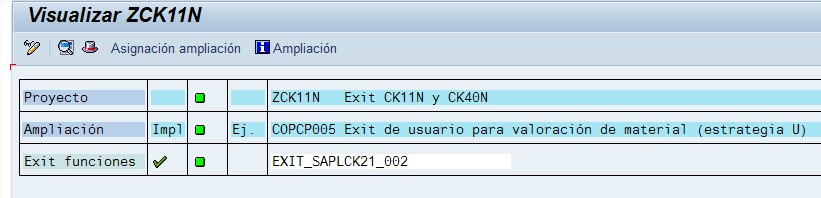 Visualizar ZCK11N
Asignación ampliación Ampliación
Proyecto ZCK11N Exit CK11N y CK40N
Ampliación Impl Ej. COPCP005 Exit de usuario para valoración de material (estrategia U)
Exit funciones EXIT_SAPLCK21_002